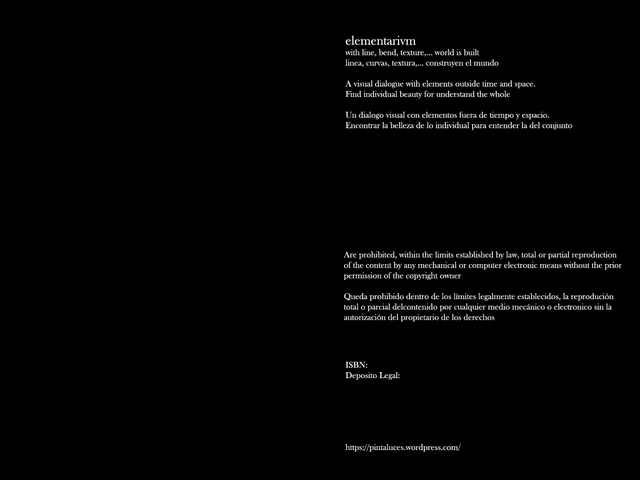 elementarivm
with line, bend, texture,... world is built
linea, curvas, textura,... construyen el mundo
A visual dialogue with elements outside time and space.
Find individual beauty for understand the whole
Un dialogo visual con elementos fuera de tiempo y espacio.
Encontrar la belleza de lo individual para entender la del conjunto
Are prohibited, within the limits established by law, total or partial reproduction
of the content by any mechanical or computer electronic means without the prior
permission of the copyright owner
Queda prohibido dentro de los límites legalmente establecidos, la reprodución
total o parcial delcontenido por cualquier medio mecánico o electronico sin la
autorización del propietario de los derechos
ISBN:
Deposito Legal:
https://pintaluces.wordpress.com/